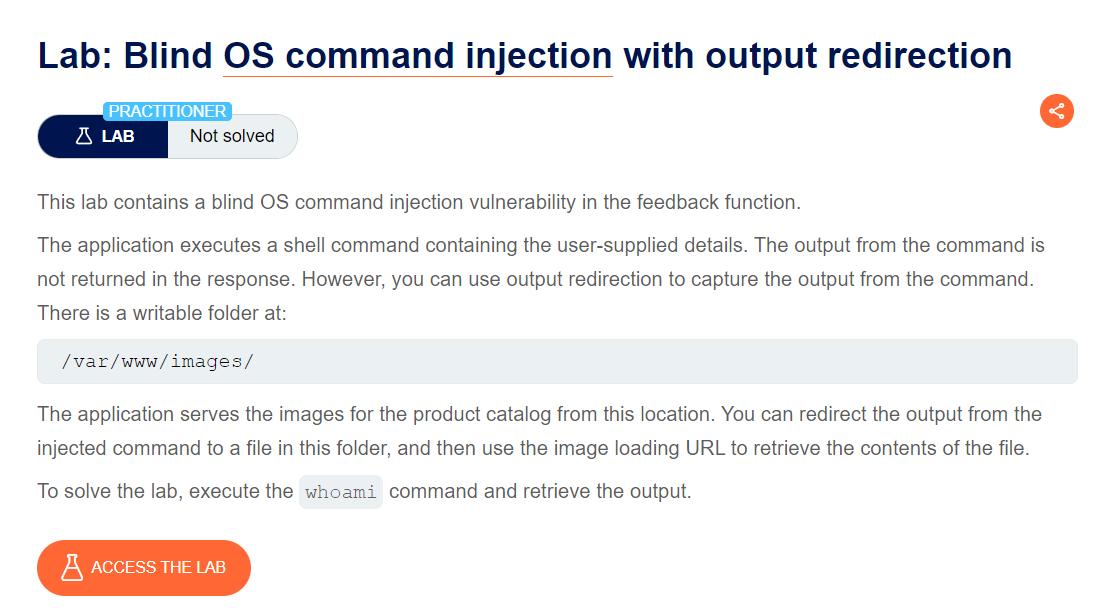 Lab: Blind OS command injection with output redirection
PRACTITIONER
LAB
Not solved
This lab contains a blind OS command injection vulnerability in the feedback function.
The application executes a shell command containing the user-supplied details. The output from the command is
not returned in the response. However, you can use output redirection to capture the output from the command.
There is a writable folder at:
/var/www/images/
The application serves the images for the product catalog from this location. You can redirect the output from the
injected command to a file in this folder, and then use the image loading URL to retrieve the contents of the file.
To solve the lab, execute the whoami command and retrieve the output.
ACCESS THE LAB